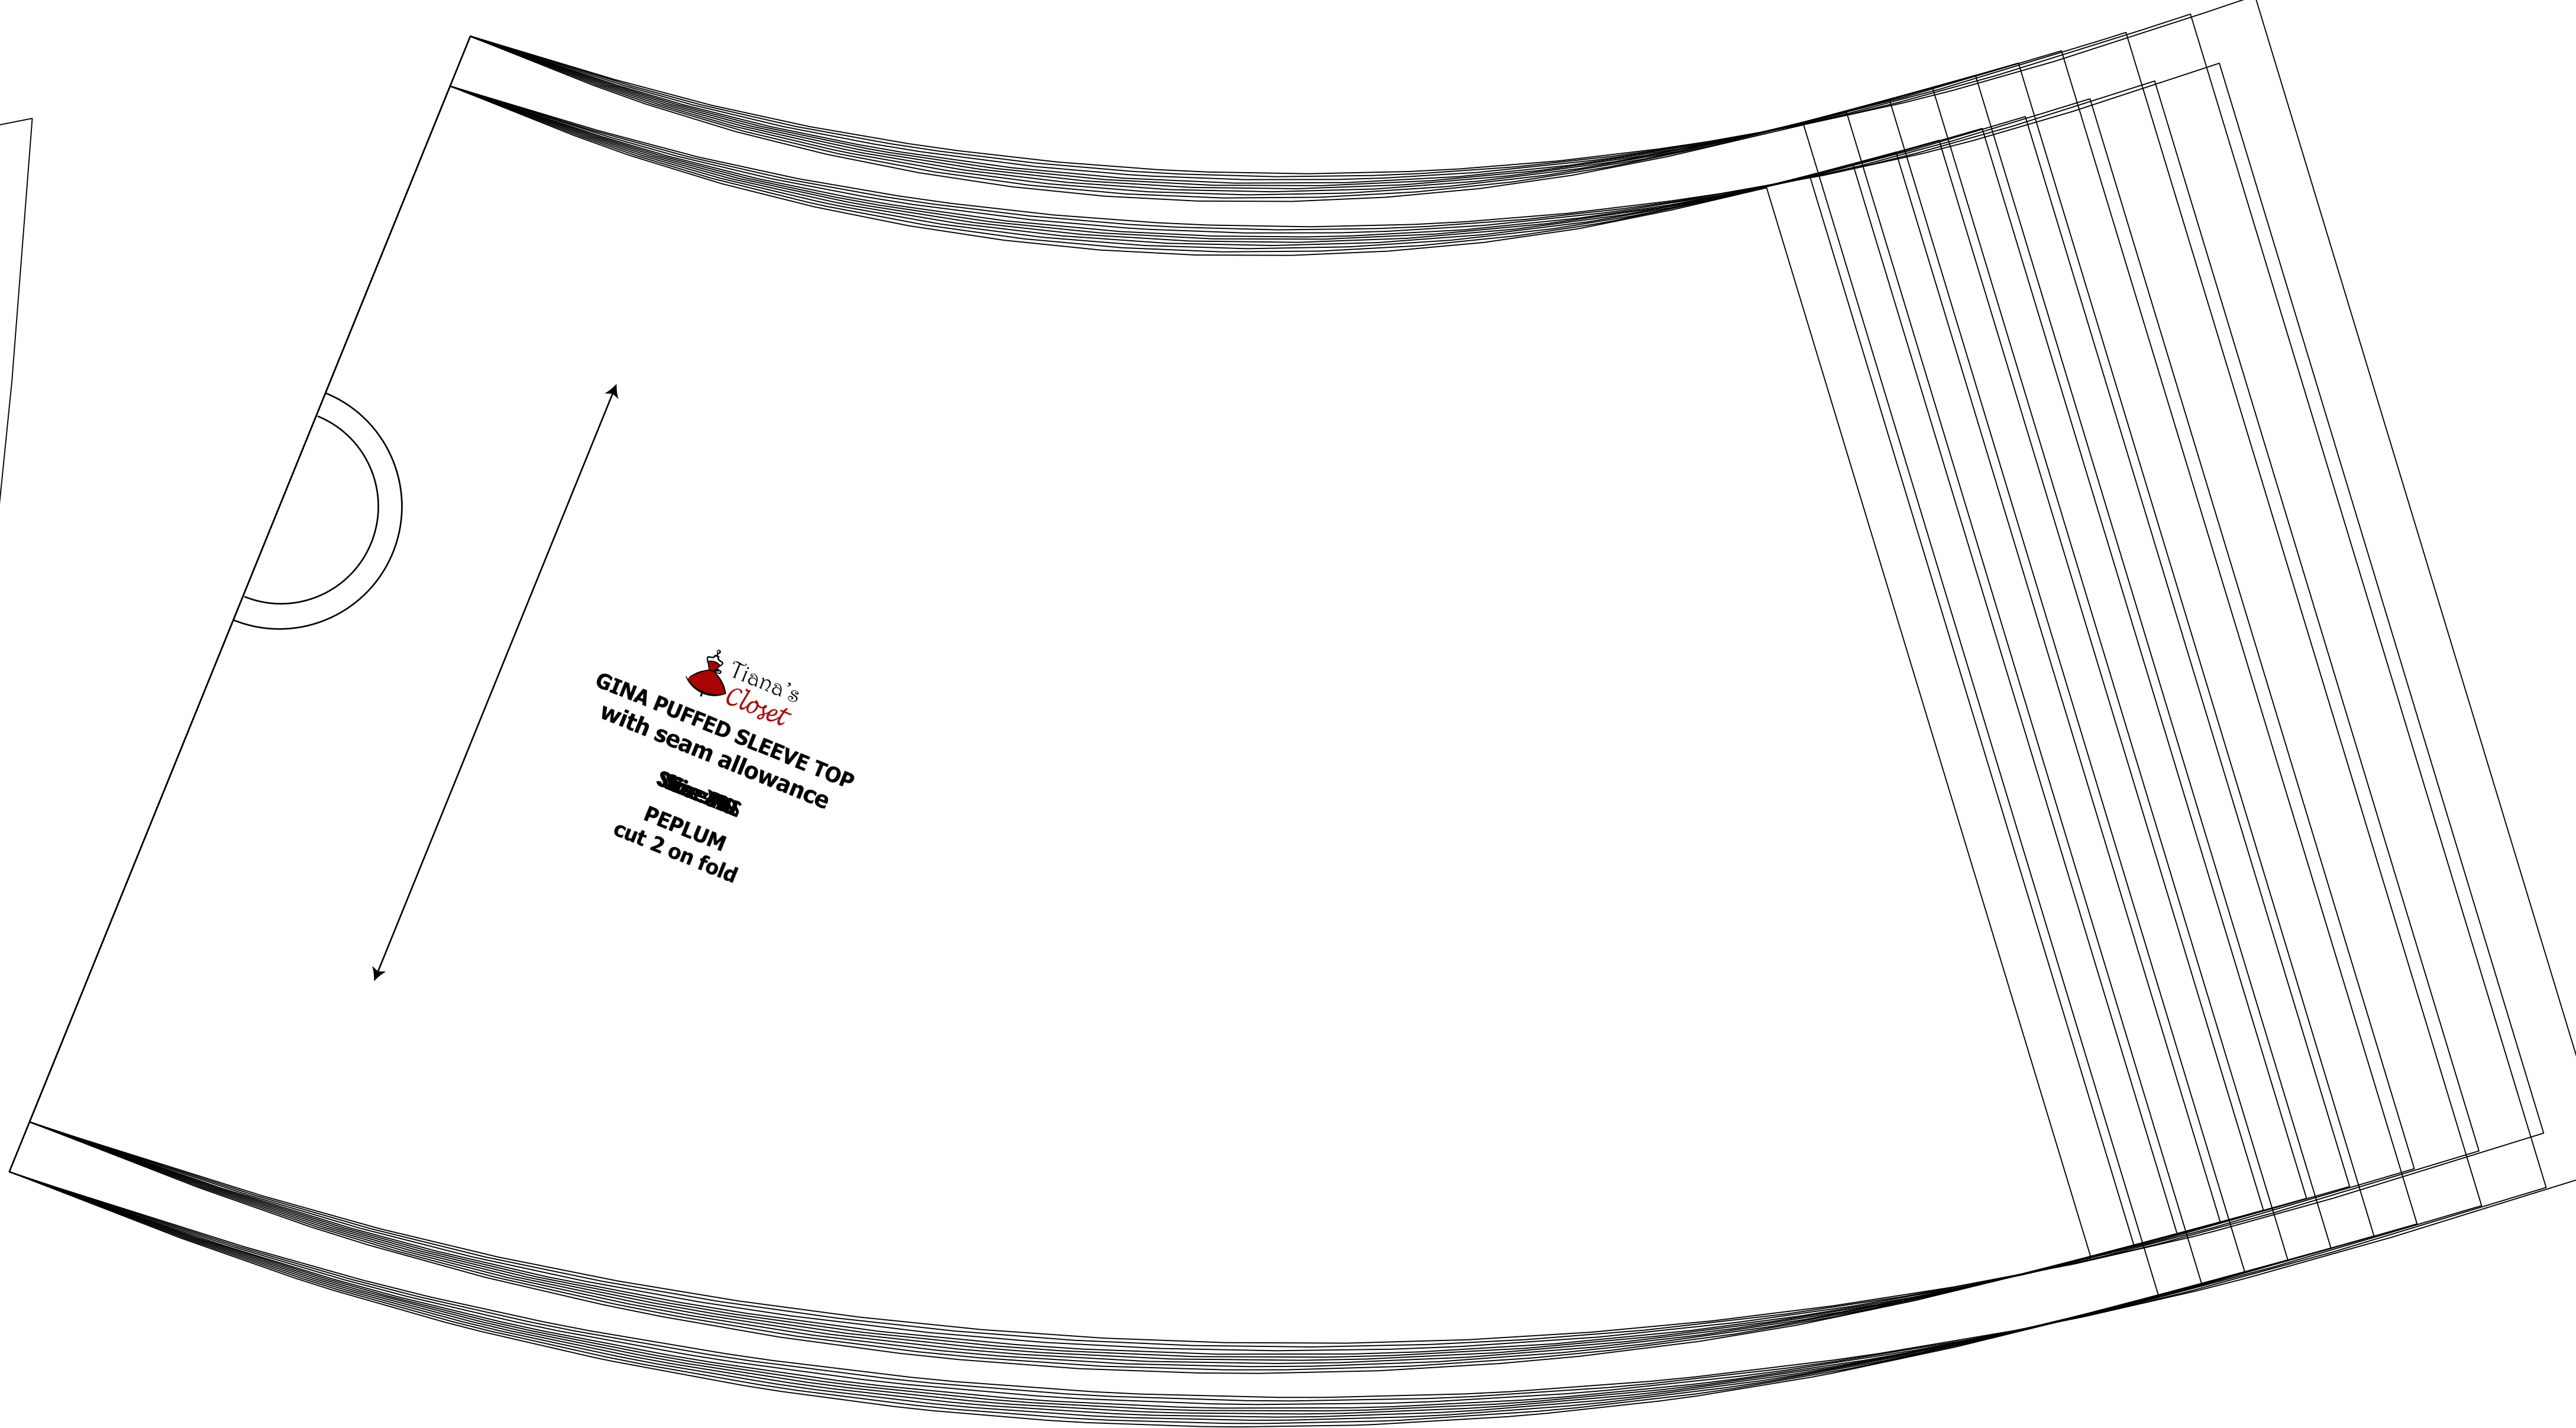 Tiana's
Closet
GINA PUFFED SLEEVE TOP
with seam allowance
PEPLUM
cut 2 on fold